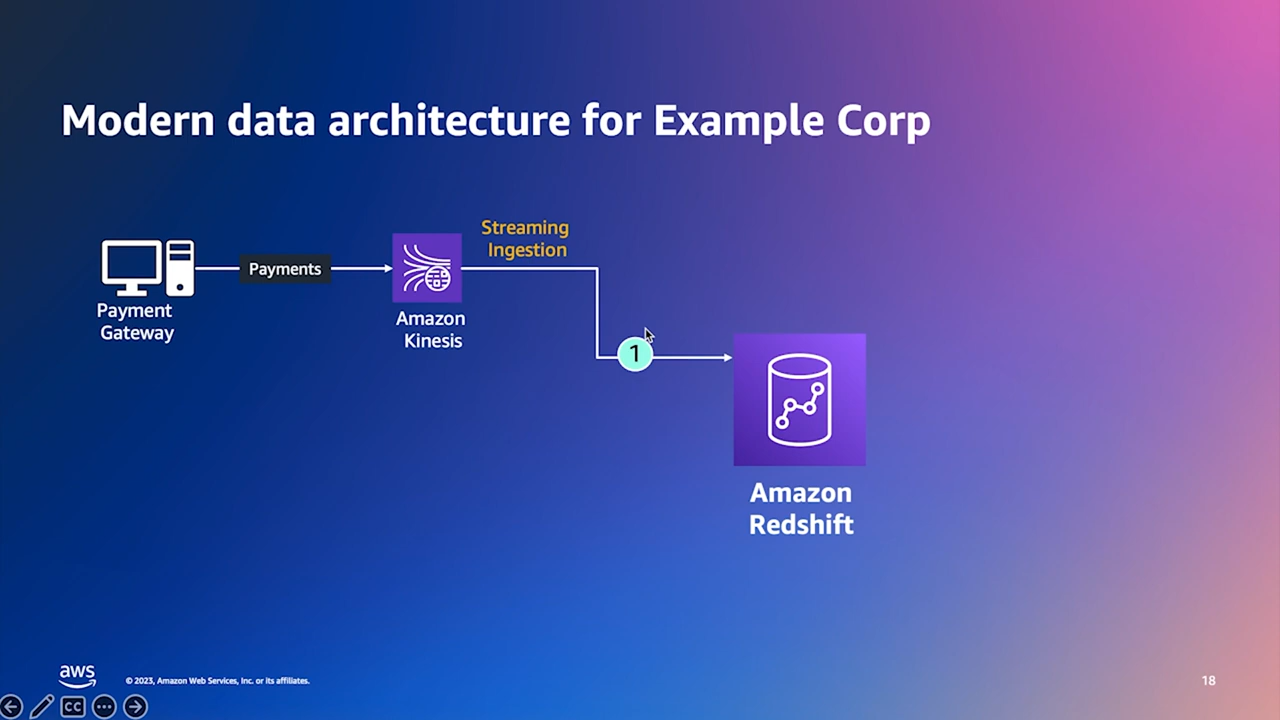 Modern data architecture for Example Corp
Streaming
Ingestion
Payments
Payment
Gateway
Amazon
Kinesis
1
Amazon
Redshift
aws
© 2023, Amazon Web Services, Inc. or its affiliates.
18
CC